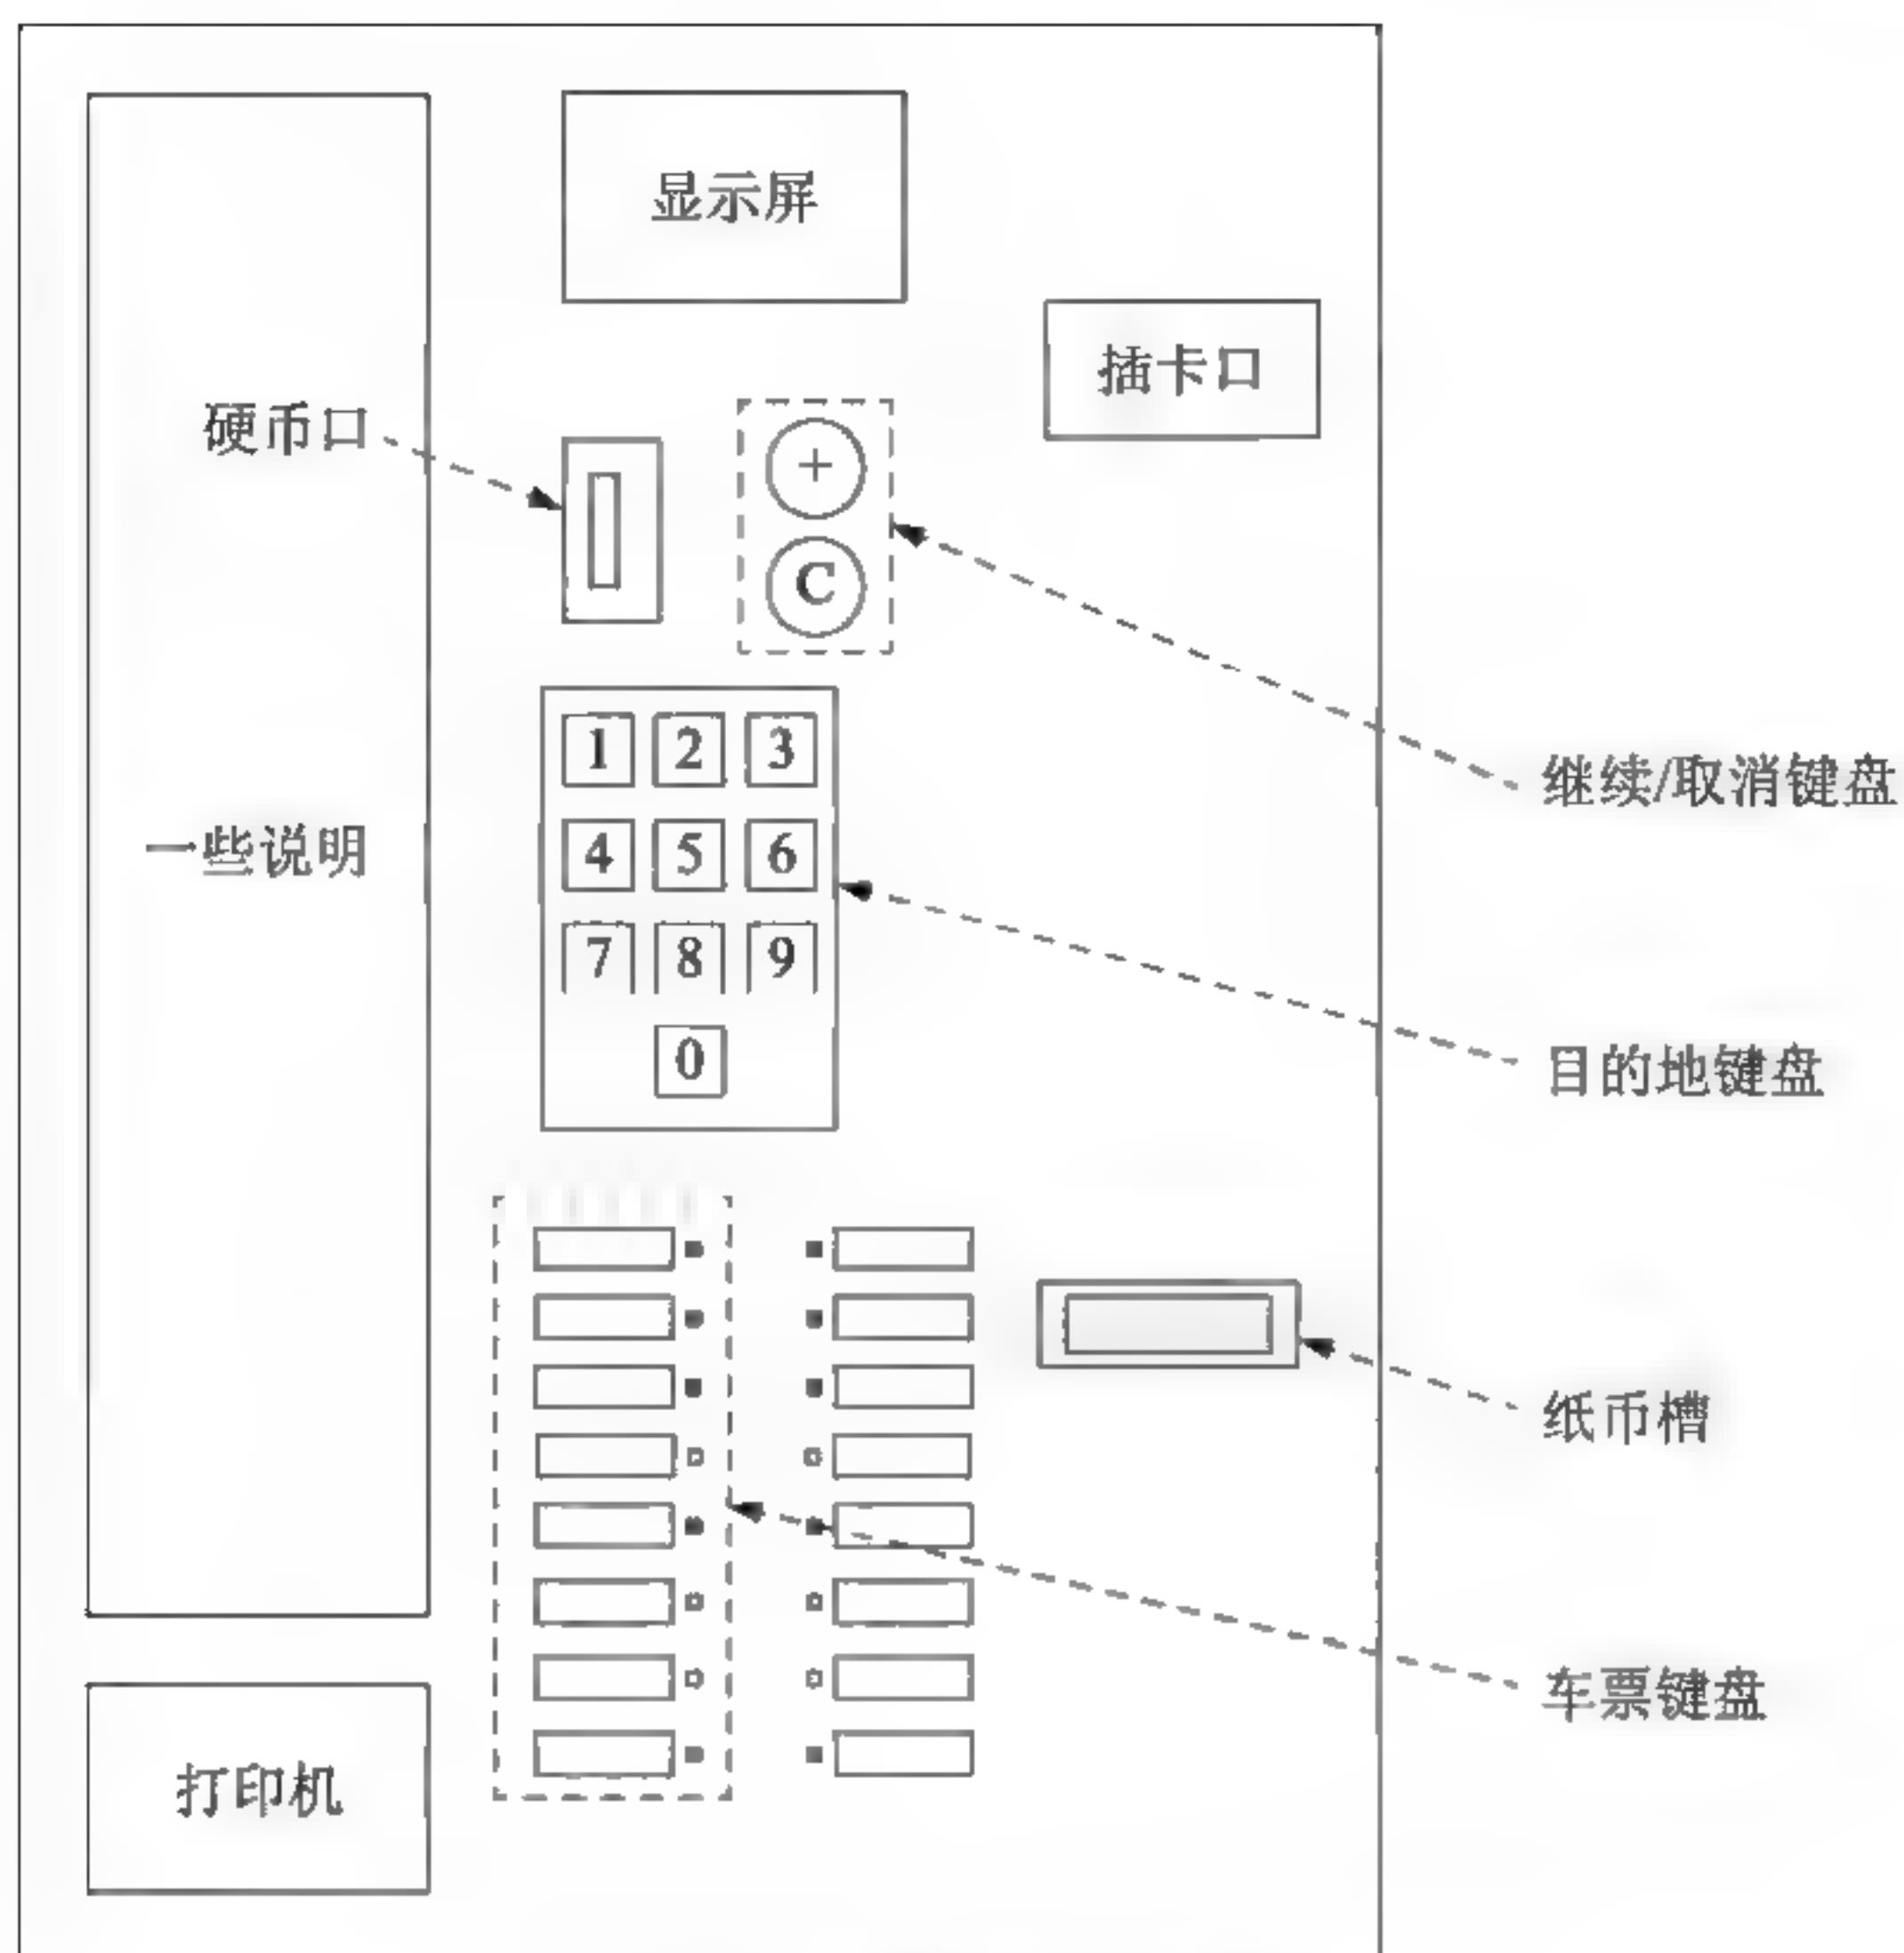 显示屏
插卡口
硬币口
+
C
继续/取消键盘
1 2 3
4 5 6
7 8 9
0
一些说明
目的地键盘
纸币槽
车票键盘
打印机